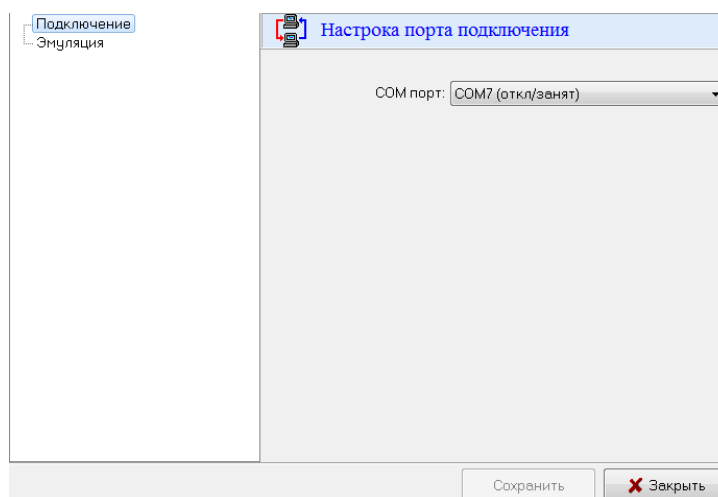 Подключение
Эмуляция
Настрока порта подключения
COM порт: COM7 (откл/занят)
Сохранить
Закрыть